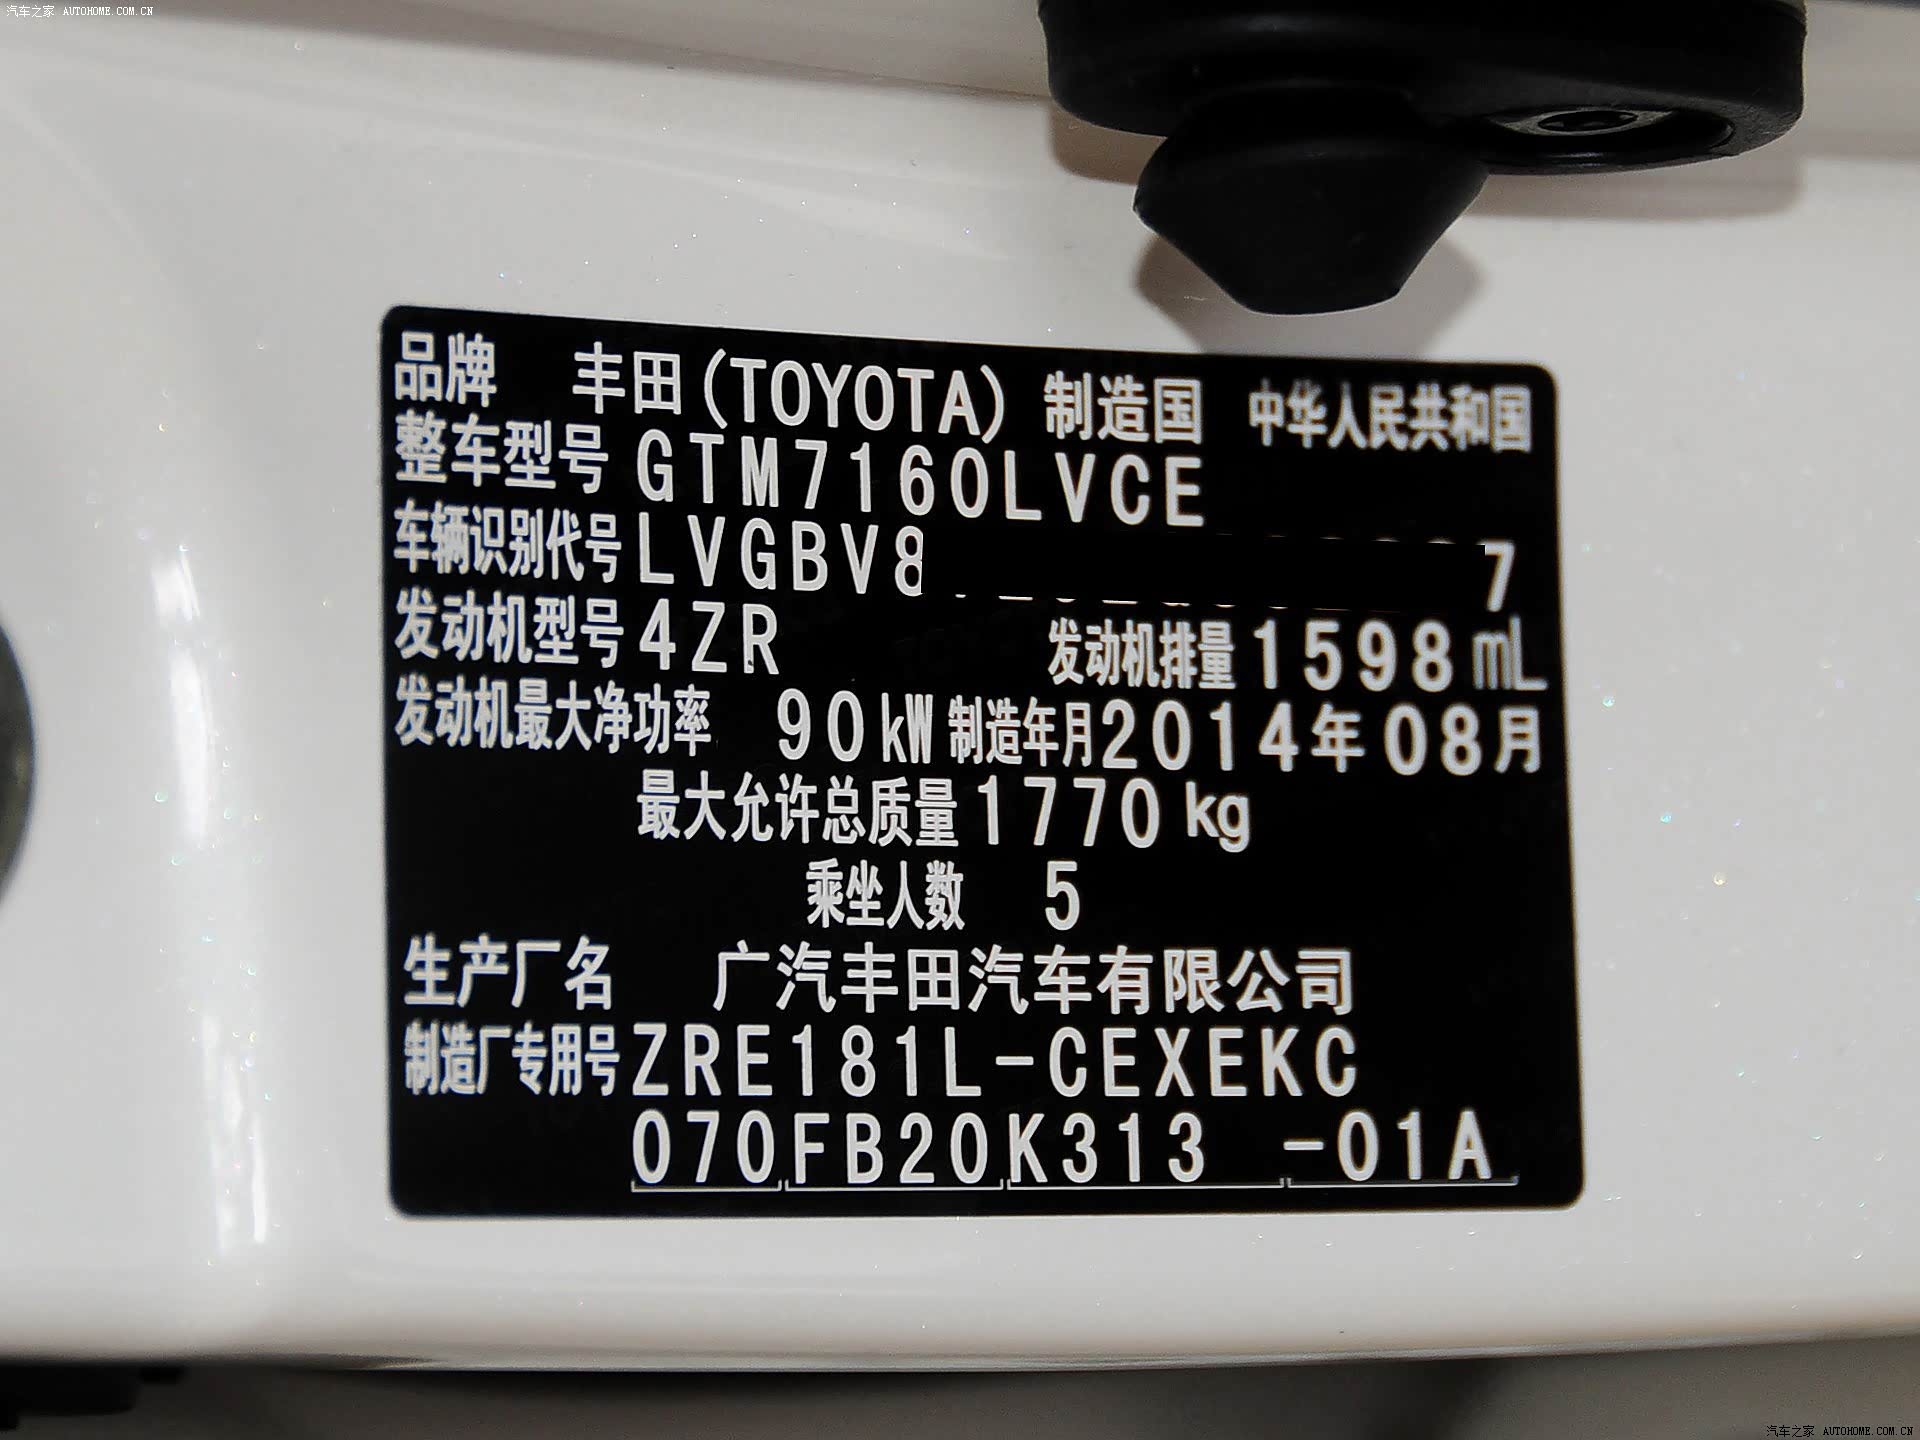 汽车之家 AUTOHOME.COM.CN
品牌 丰田(TOYOTA) 制造国 中华人民共和国
整车型号 GTM7160LVCE
车辆识别代号 LVGBV8 7
发动机型号 4ZR 发动机排量 1598 mL
发动机最大净功率 90kW 制造年月 2014年08月
最大允许总质量 1770 kg
乘坐人数 5
生产厂名 广汽丰田汽车有限公司
制造厂专用号 ZRE181L-CEXEKC
070FB20K313 -01A
汽车之家 AUTOHOME.COM.CN